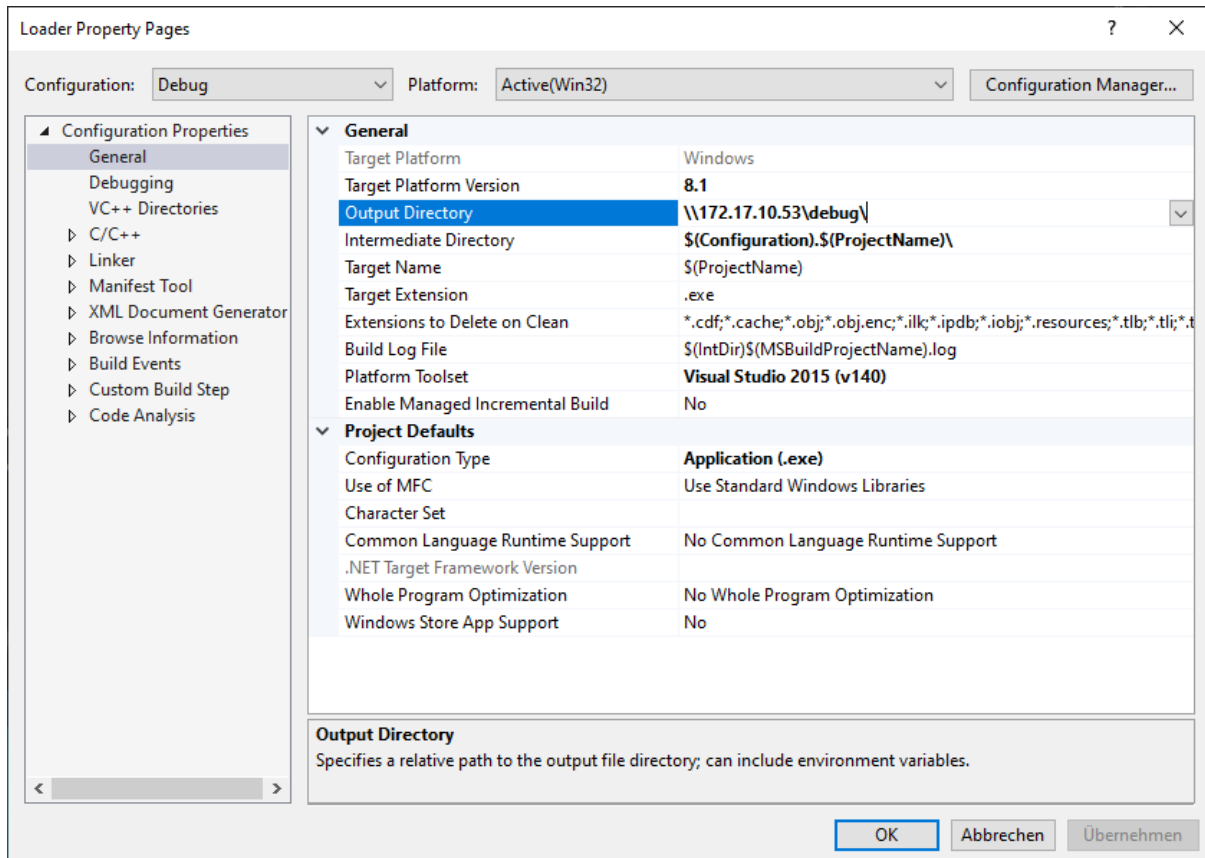 Loader Property Pages ?
Configuration: Debug Platform: Active(Win32) Configuration Manager...
Configuration Properties
General
Debugging
VC++ Directories
C/C++
Linker
Manifest Tool
XML Document Generator
Browse Information
Build Events
Custom Build Step
Code Analysis
General
Target Platform Windows
Target Platform Version 8.1
Output Directory \\172.17.10.53\debug\
Intermediate Directory $(Configuration).$(ProjectName)\
Target Name $(ProjectName)
Target Extension .exe
Extensions to Delete on Clean *.cdf;*.cache;*.obj;*.obj.enc;*.ilk;*.ipdb;*.iobj;*.resources;*.tlb;*.tli;*.t
Build Log File $(IntDir)$(MSBuildProjectName).log
Platform Toolset Visual Studio 2015 (v140)
Enable Managed Incremental Build No
Project Defaults
Configuration Type Application (.exe)
Use of MFC Use Standard Windows Libraries
Character Set
Common Language Runtime Support No Common Language Runtime Support
.NET Target Framework Version
Whole Program Optimization No Whole Program Optimization
Windows Store App Support No
Output Directory
Specifies a relative path to the output file directory; can include environment variables.
OK Abbrechen Übernehmen